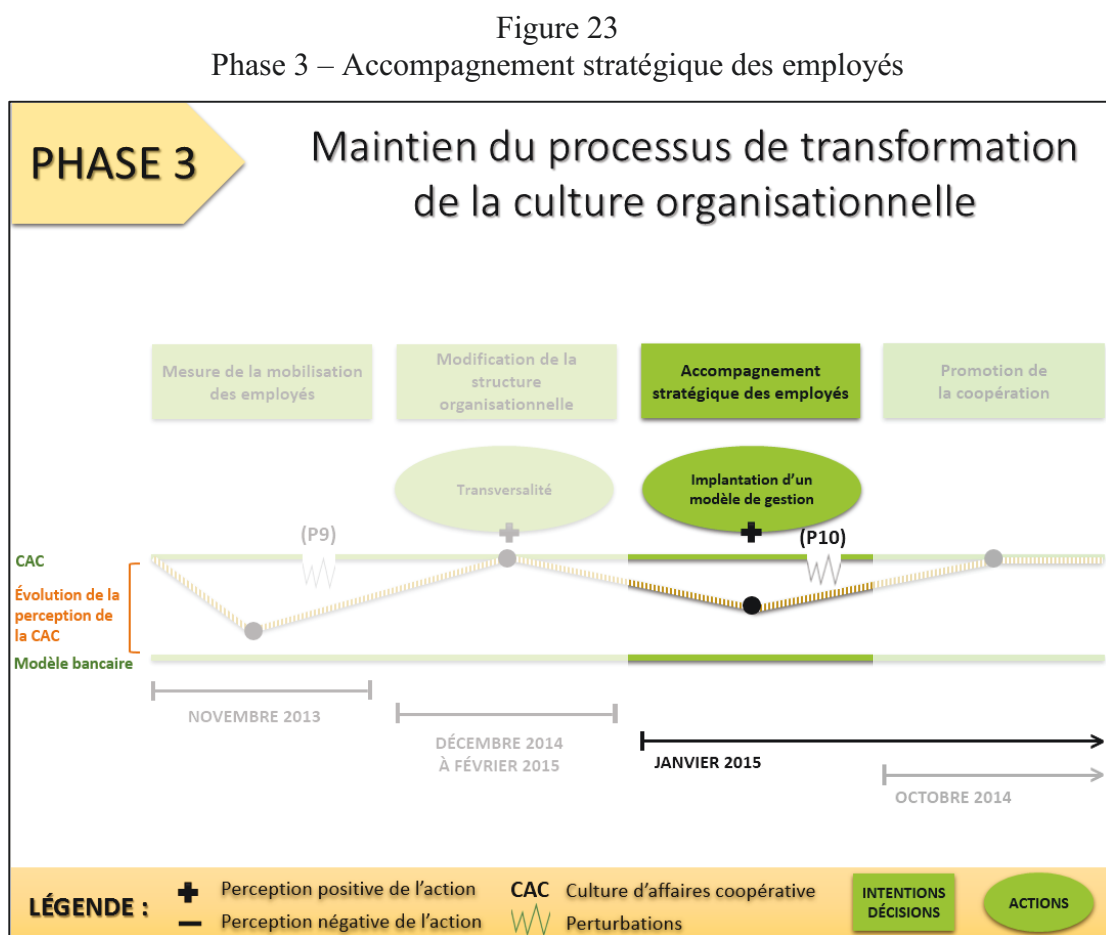 Figure 23
Phase 3 – Accompagnement stratégique des employés
PHASE 3
Maintien du processus de transformation
de la culture organisationnelle
Mesure de la mobilisation
des employés
Modification de la
structure
organisationnelle
Accompagnement
stratégique des employés
Promotion de
la coopération
Transversalité
Implantation d'un
modèle de gestion
(P9)
(P10)
CAC
Évolution de la
perception de
la CAC
Modèle bancaire
NOVEMBRE 2013
DÉCEMBRE 2014
À FÉVRIER 2015
JANVIER 2015
OCTOBRE 2014
LÉGENDE :
Perception positive de l'action
Perception négative de l'action
CAC Culture d'affaires coopérative
Perturbations
INTENTIONS
DÉCISIONS
ACTIONS